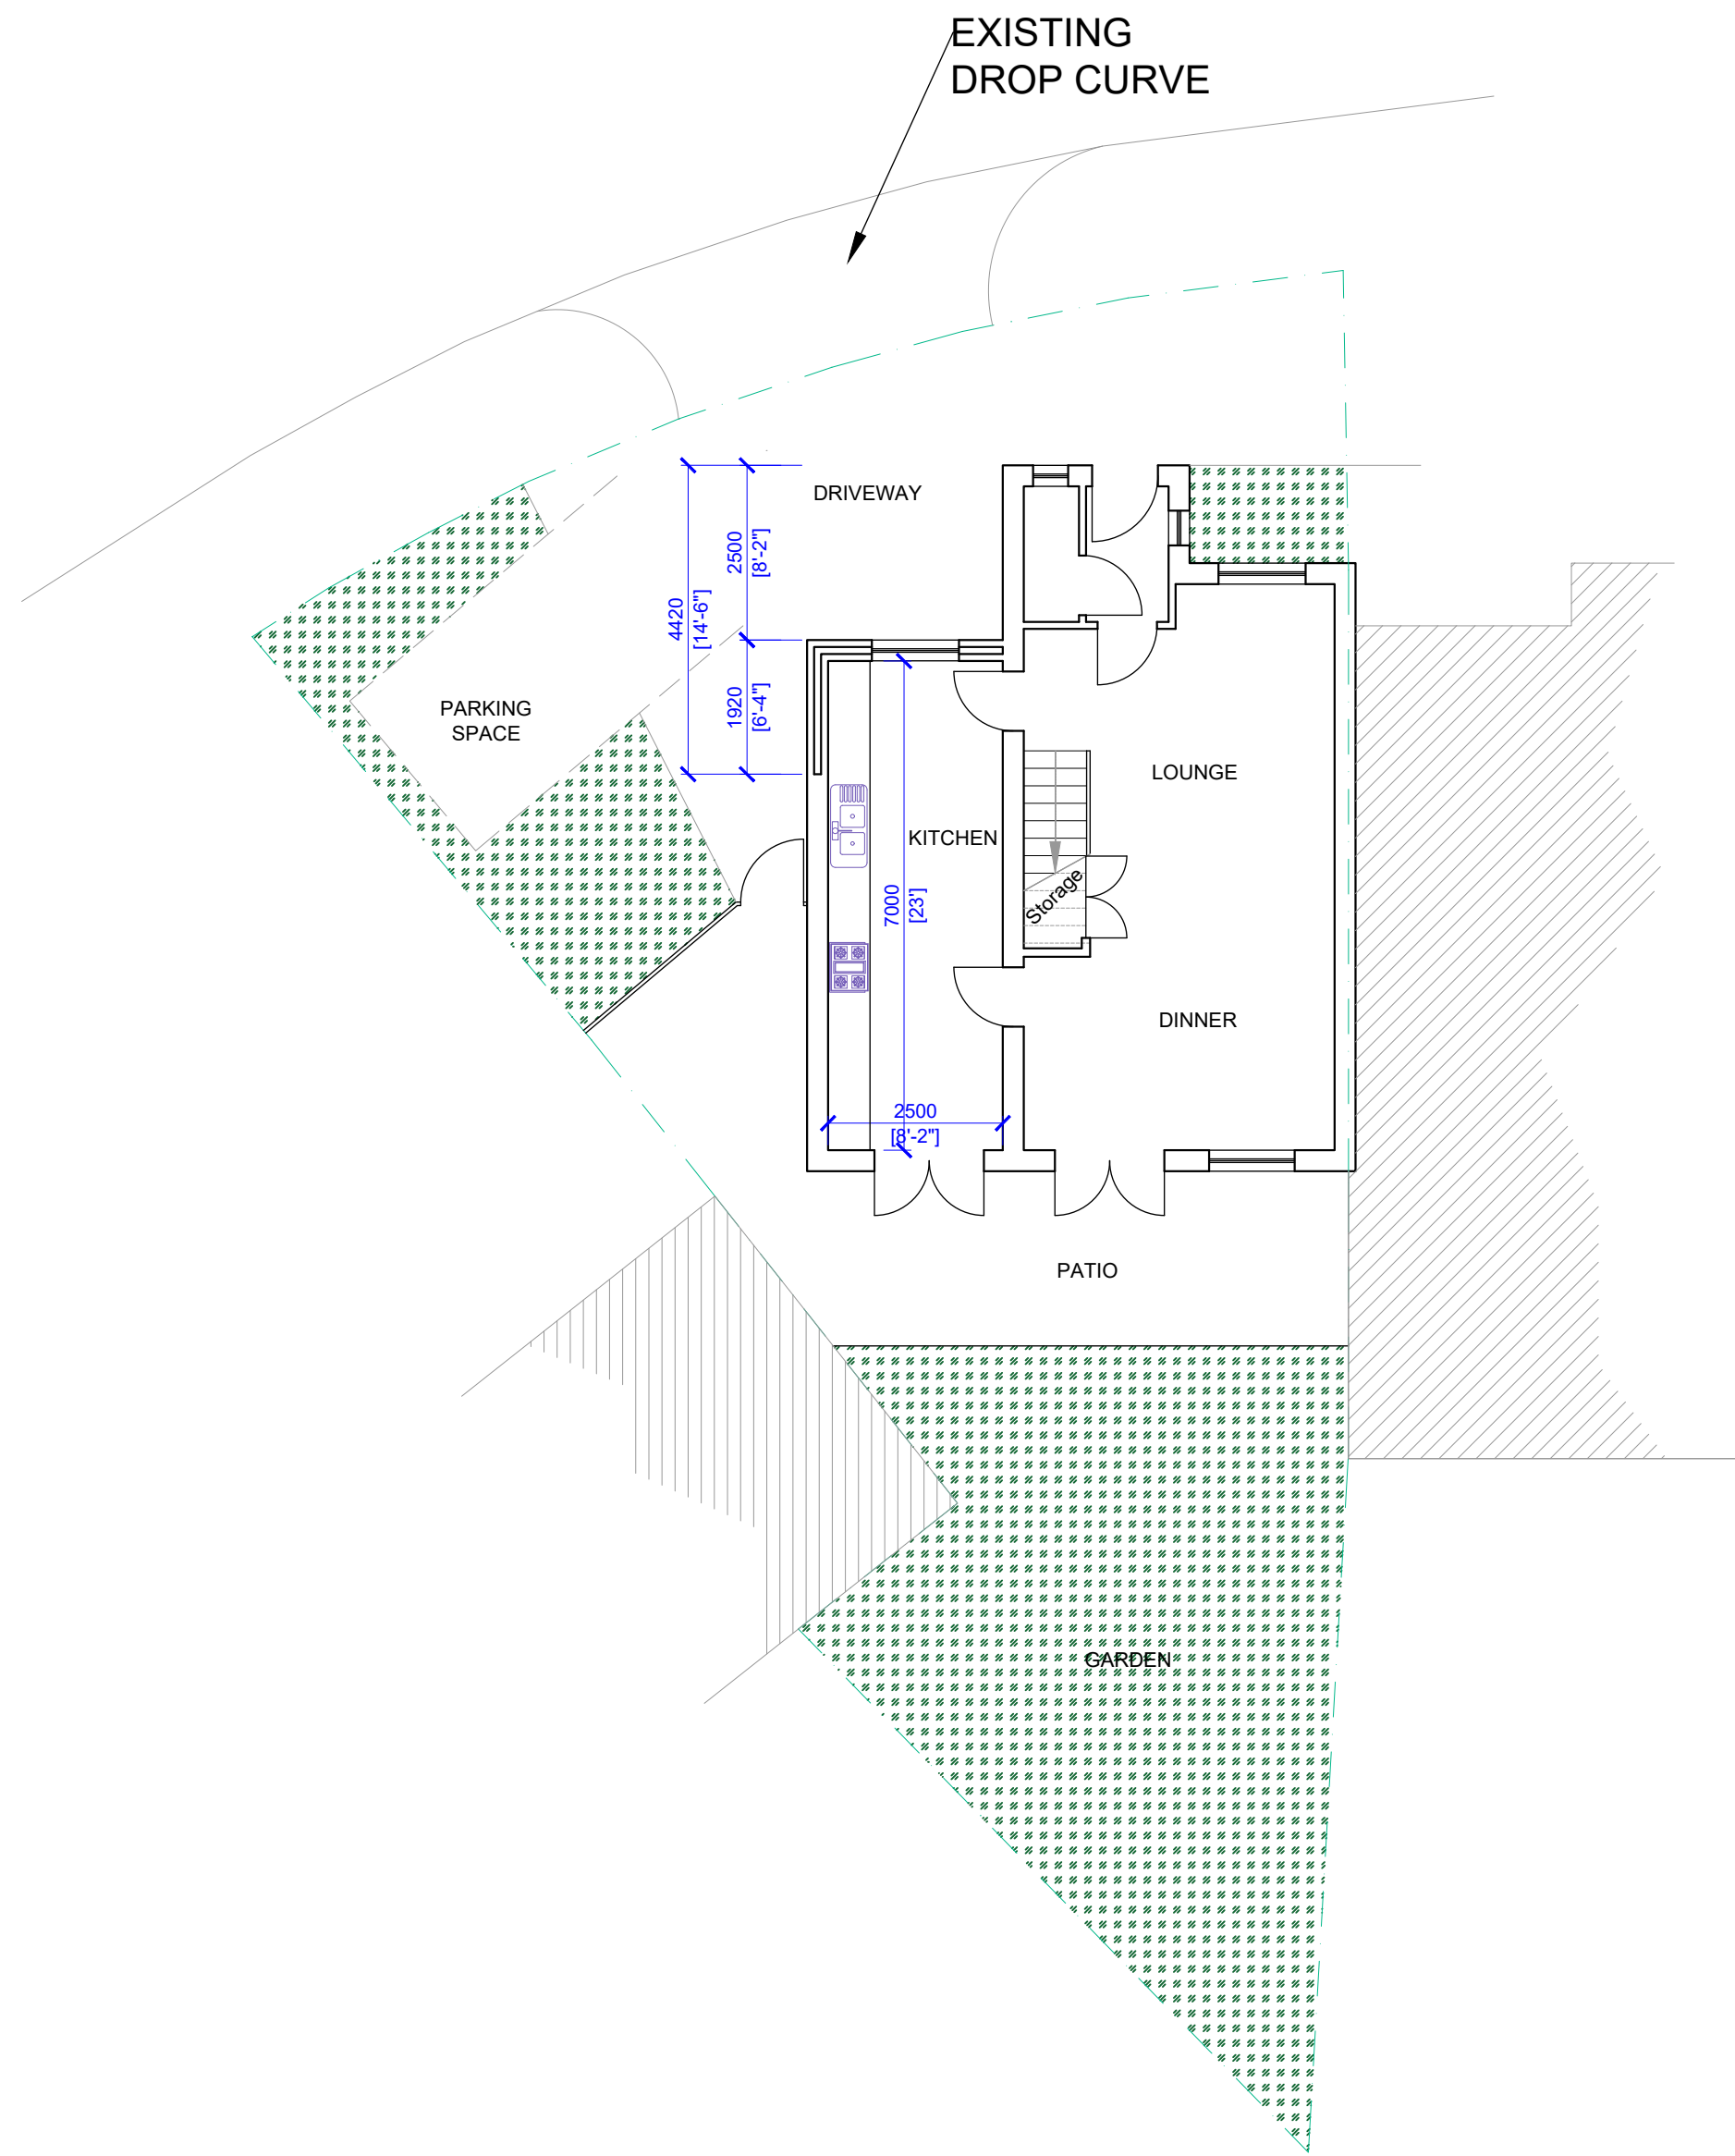 EXISTING
DROP CURVE
DRIVEWAY
2500
[8'-2"]
4420
[14'-6"]
1920
[6'-4"]
PARKING
SPACE
LOUNGE
KITCHEN
Storage
7000
[23']
DINNER
2500
[8'-2"]
PATIO
GARDEN